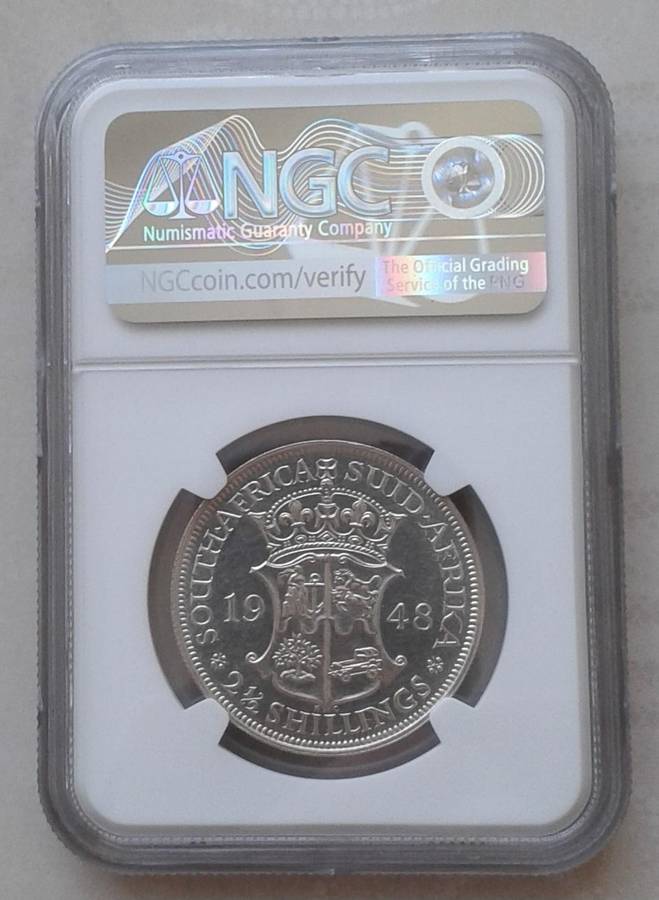 NGC
Numismatic Guaranty Company
NGCcoin.com/verify
The Official Grading
Service of the PNG
SOUTH·AFRICA SUID·AFRIKA
19 48
2½ SHILLINGS